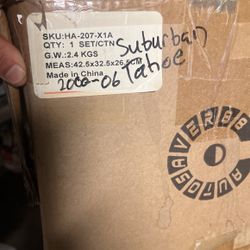 SKU:HA-207-X1A
QTY: 1 SET/CTN
G.W.: 2.4 KGS
MEAS: 42.5x32.5x26.5CM
Made in China
Suburban
Tahoe
2000-06
AUTOSAVER88